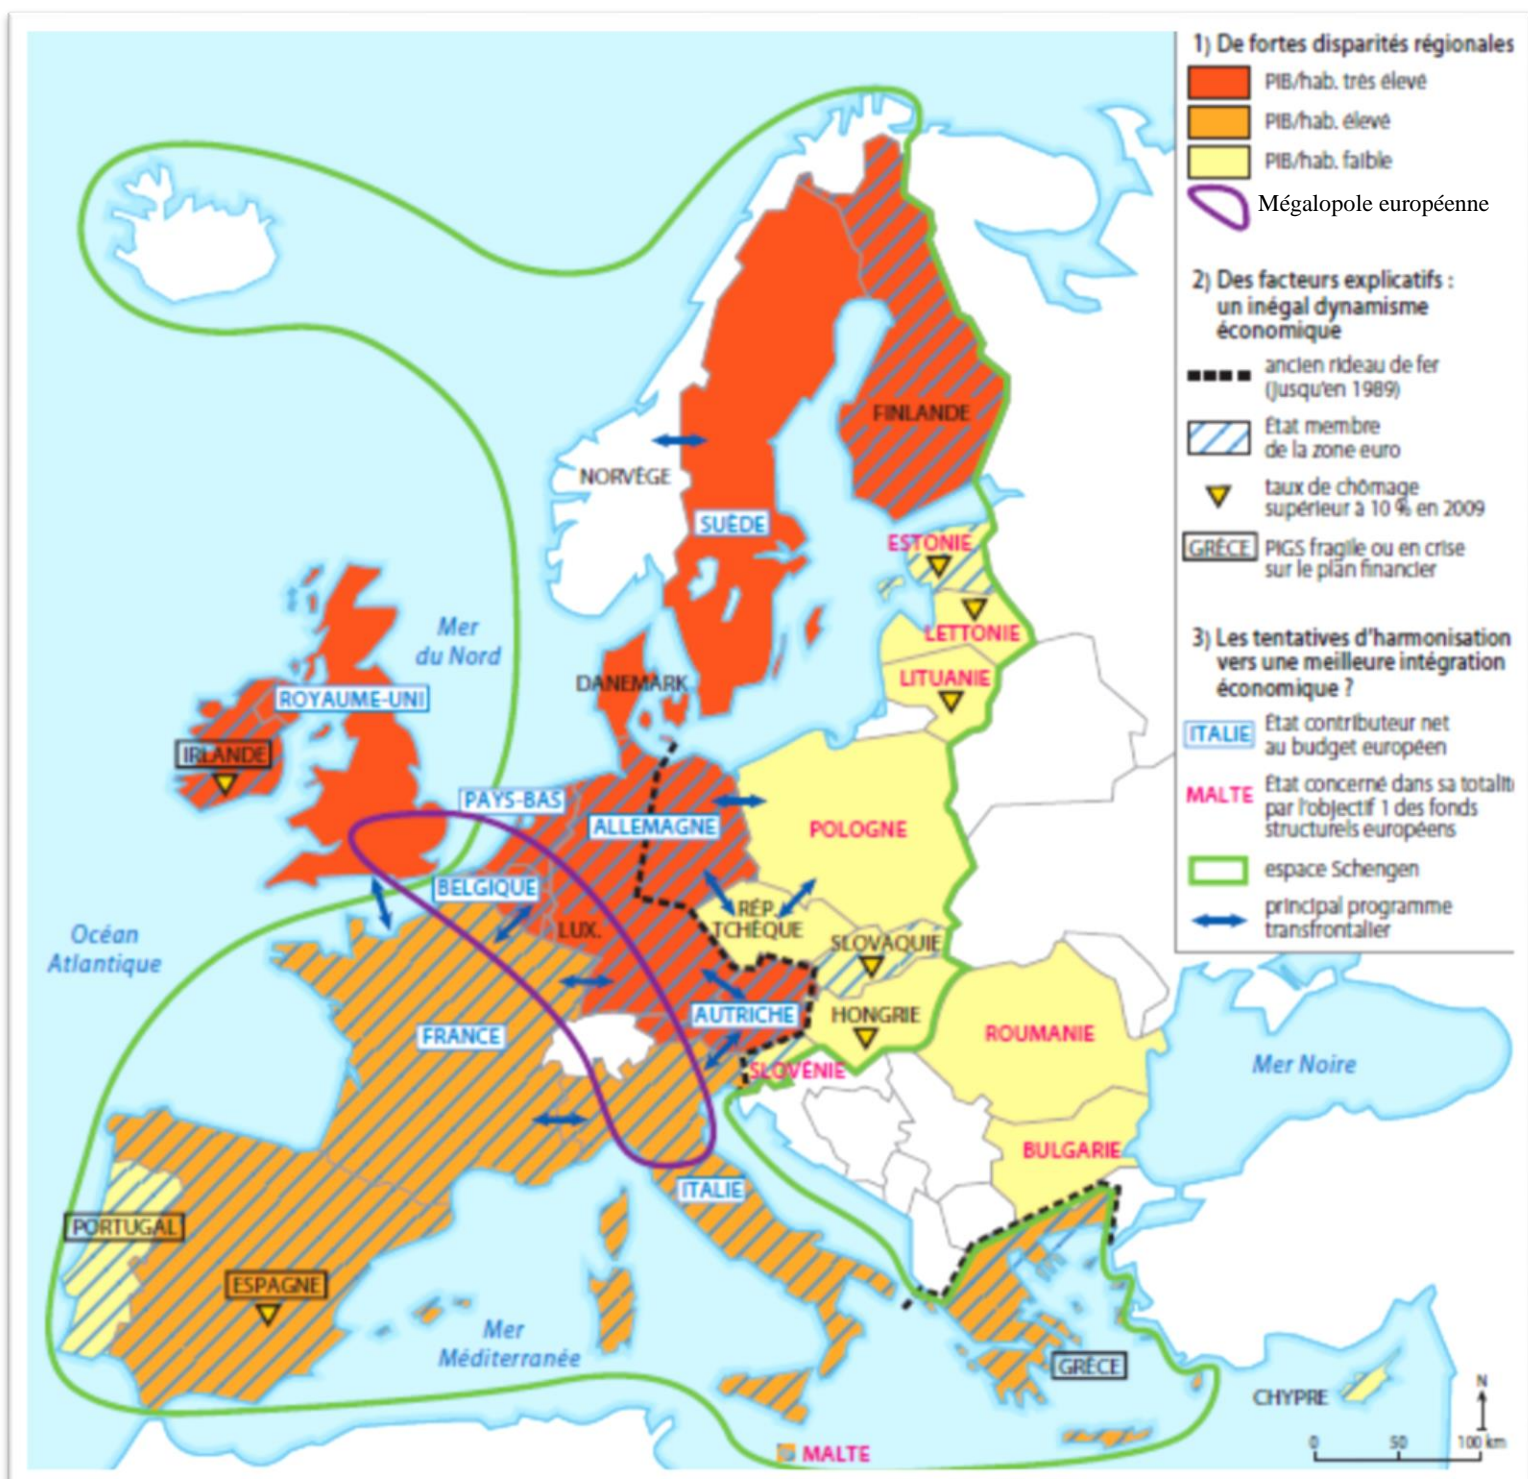 1) De fortes disparités régionales
PIB/hab. très élevé
PIB/hab. élevé
PIB/hab. faible
Mégalopole européenne
2) Des facteurs explicatifs :
un inégal dynamisme
économique
ancien rideau de fer
(jusqu'en 1989)
État membre
de la zone euro
taux de chômage
supérieur à 10 % en 2009
GRÈCE
PIGS fragile ou en crise
sur le plan financier
3) Les tentatives d'harmonisation
vers une meilleure intégration
économique ?
ITALIE
État contributeur net
au budget européen
MALTE
État concerné dans sa totalit
par l'objectif 1 des fonds
structurels européens
espace Schengen
principal programme
transfrontalier
FINLANDE
NORVÈGE
SUÈDE
ESTONIE
LETTONIE
LITUANIE
Mer
du Nord
DANEMARK
ROYAUME-UNI
IRLANDE
PAYS-BAS
ALLEMAGNE
POLOGNE
BELGIQUE
LUX.
RÉP.
TCHÈQUE
SLOVAQUIE
Océan
Atlantique
AUTRICHE
HONGRIE
FRANCE
ROUMANIE
SLOVÉNIE
Mer Noire
BULGARIE
ITALIE
PORTUGAL
ESPAGNE
Mer
Méditerranée
GRÈCE
CHYPRE
MALTE
N
0 50 100 km